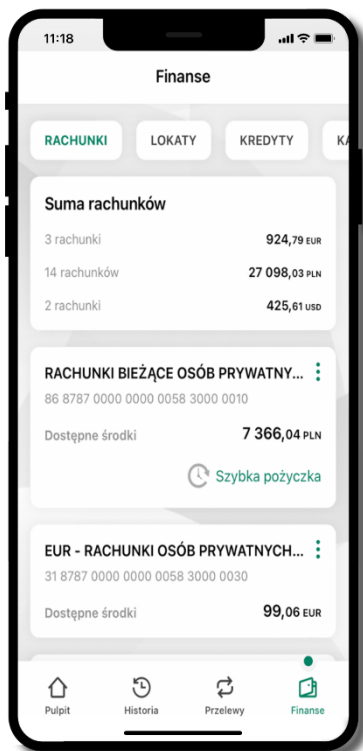 11:18
Finanse
RACHUNKI LOKATY KREDYTY KA
Suma rachunków
3 rachunki 924,79 EUR
14 rachunków 27 098,03 PLN
2 rachunki 425,61 USD
RACHUNKI BIEŻĄCE OSÓB PRYWATNY...
86 8787 0000 0000 0058 3000 0010
Dostępne środki 7 366,04 PLN
Szybka pożyczka
EUR - RACHUNKI OSÓB PRYWATNYCH...
31 8787 0000 0000 0058 3000 0030
Dostępne środki 99,06 EUR
Pulpit Historia Przelewy Finanse